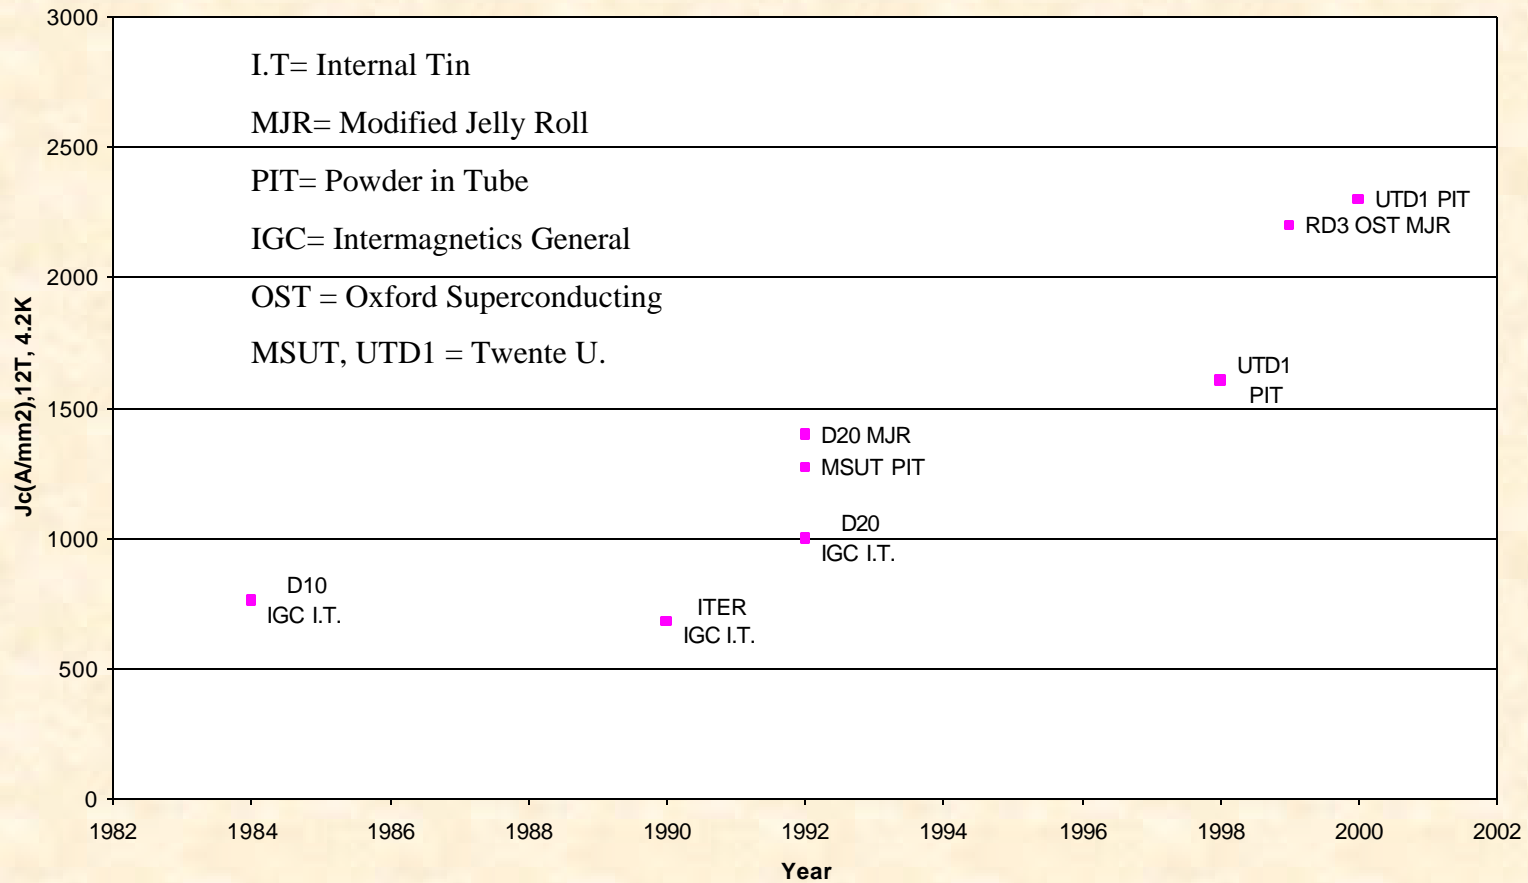 3000
I.T= Internal Tin
MJR= Modified Jelly Roll
2500
PIT= Powder in Tube
UTD1 PIT
RD3 OST MJR
IGC= Intermagnetics General
2000
OST = Oxford Superconducting
MSUT, UTD1 = Twente U.
UTD1
PIT
1500
D20 MJR
MSUT PIT
D20
IGC I.T.
1000
D10
IGC I.T.
ITER
IGC I.T.
500
0
Jc(A/mm2),12T, 4.2K
1982 1984 1986 1988 1990 1992 1994 1996 1998 2000 2002
Year